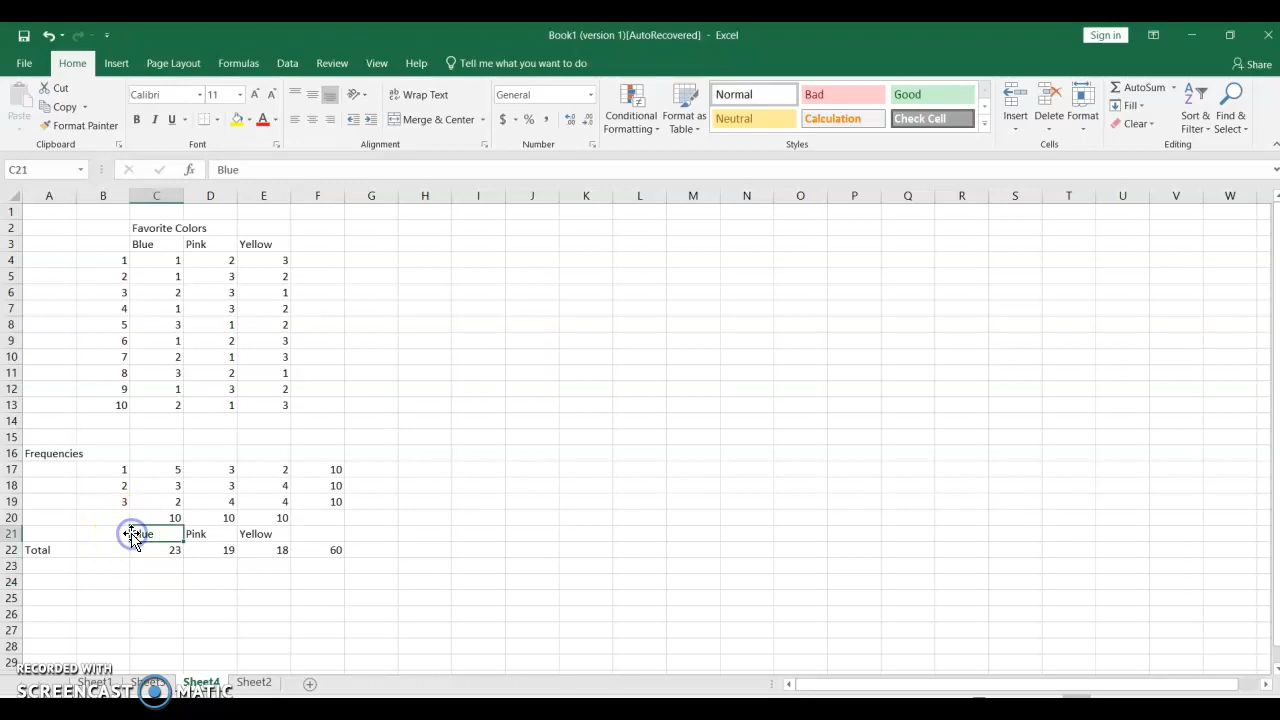 Book1 (version 1)[AutoRecovered] - Excel
Sign in
File Home Insert Page Layout Formulas Data Review View Help Tell me what you want to do Share
Paste Cut Calibri 11 A A Wrap Text General Conditional Formatting Format as Table Normal Bad Good Insert Delete Format AutoSum Sort & Filter Find & Select
Copy Fill
Format Painter B I U A Merge & Center $ % , Neutral Calculation Check Cell Clear
Clipboard Font Alignment Number Styles Cells Editing
C21 fx Blue
A B C D E F G H I J K L M N O P Q R S T U V W
1
2 Favorite Colors
3 Blue Pink Yellow
4 1 1 2 3
5 2 1 3 2
6 3 2 3 1
7 4 1 3 2
8 5 3 1 2
9 6 1 2 3
10 7 2 1 3
11 8 3 2 1
12 9 1 3 2
13 10 2 1 3
14
15
16 Frequencies
17 1 5 3 2 10
18 2 3 3 4 10
19 3 2 4 4 10
20 10 10 10
21 Blue Pink Yellow
22 Total 23 19 18 60
23
24
25
26
27
28
29
RECORDED WITH
Sheet1 Sheet3 Sheet4 Sheet2
SCREENCAST MATIC